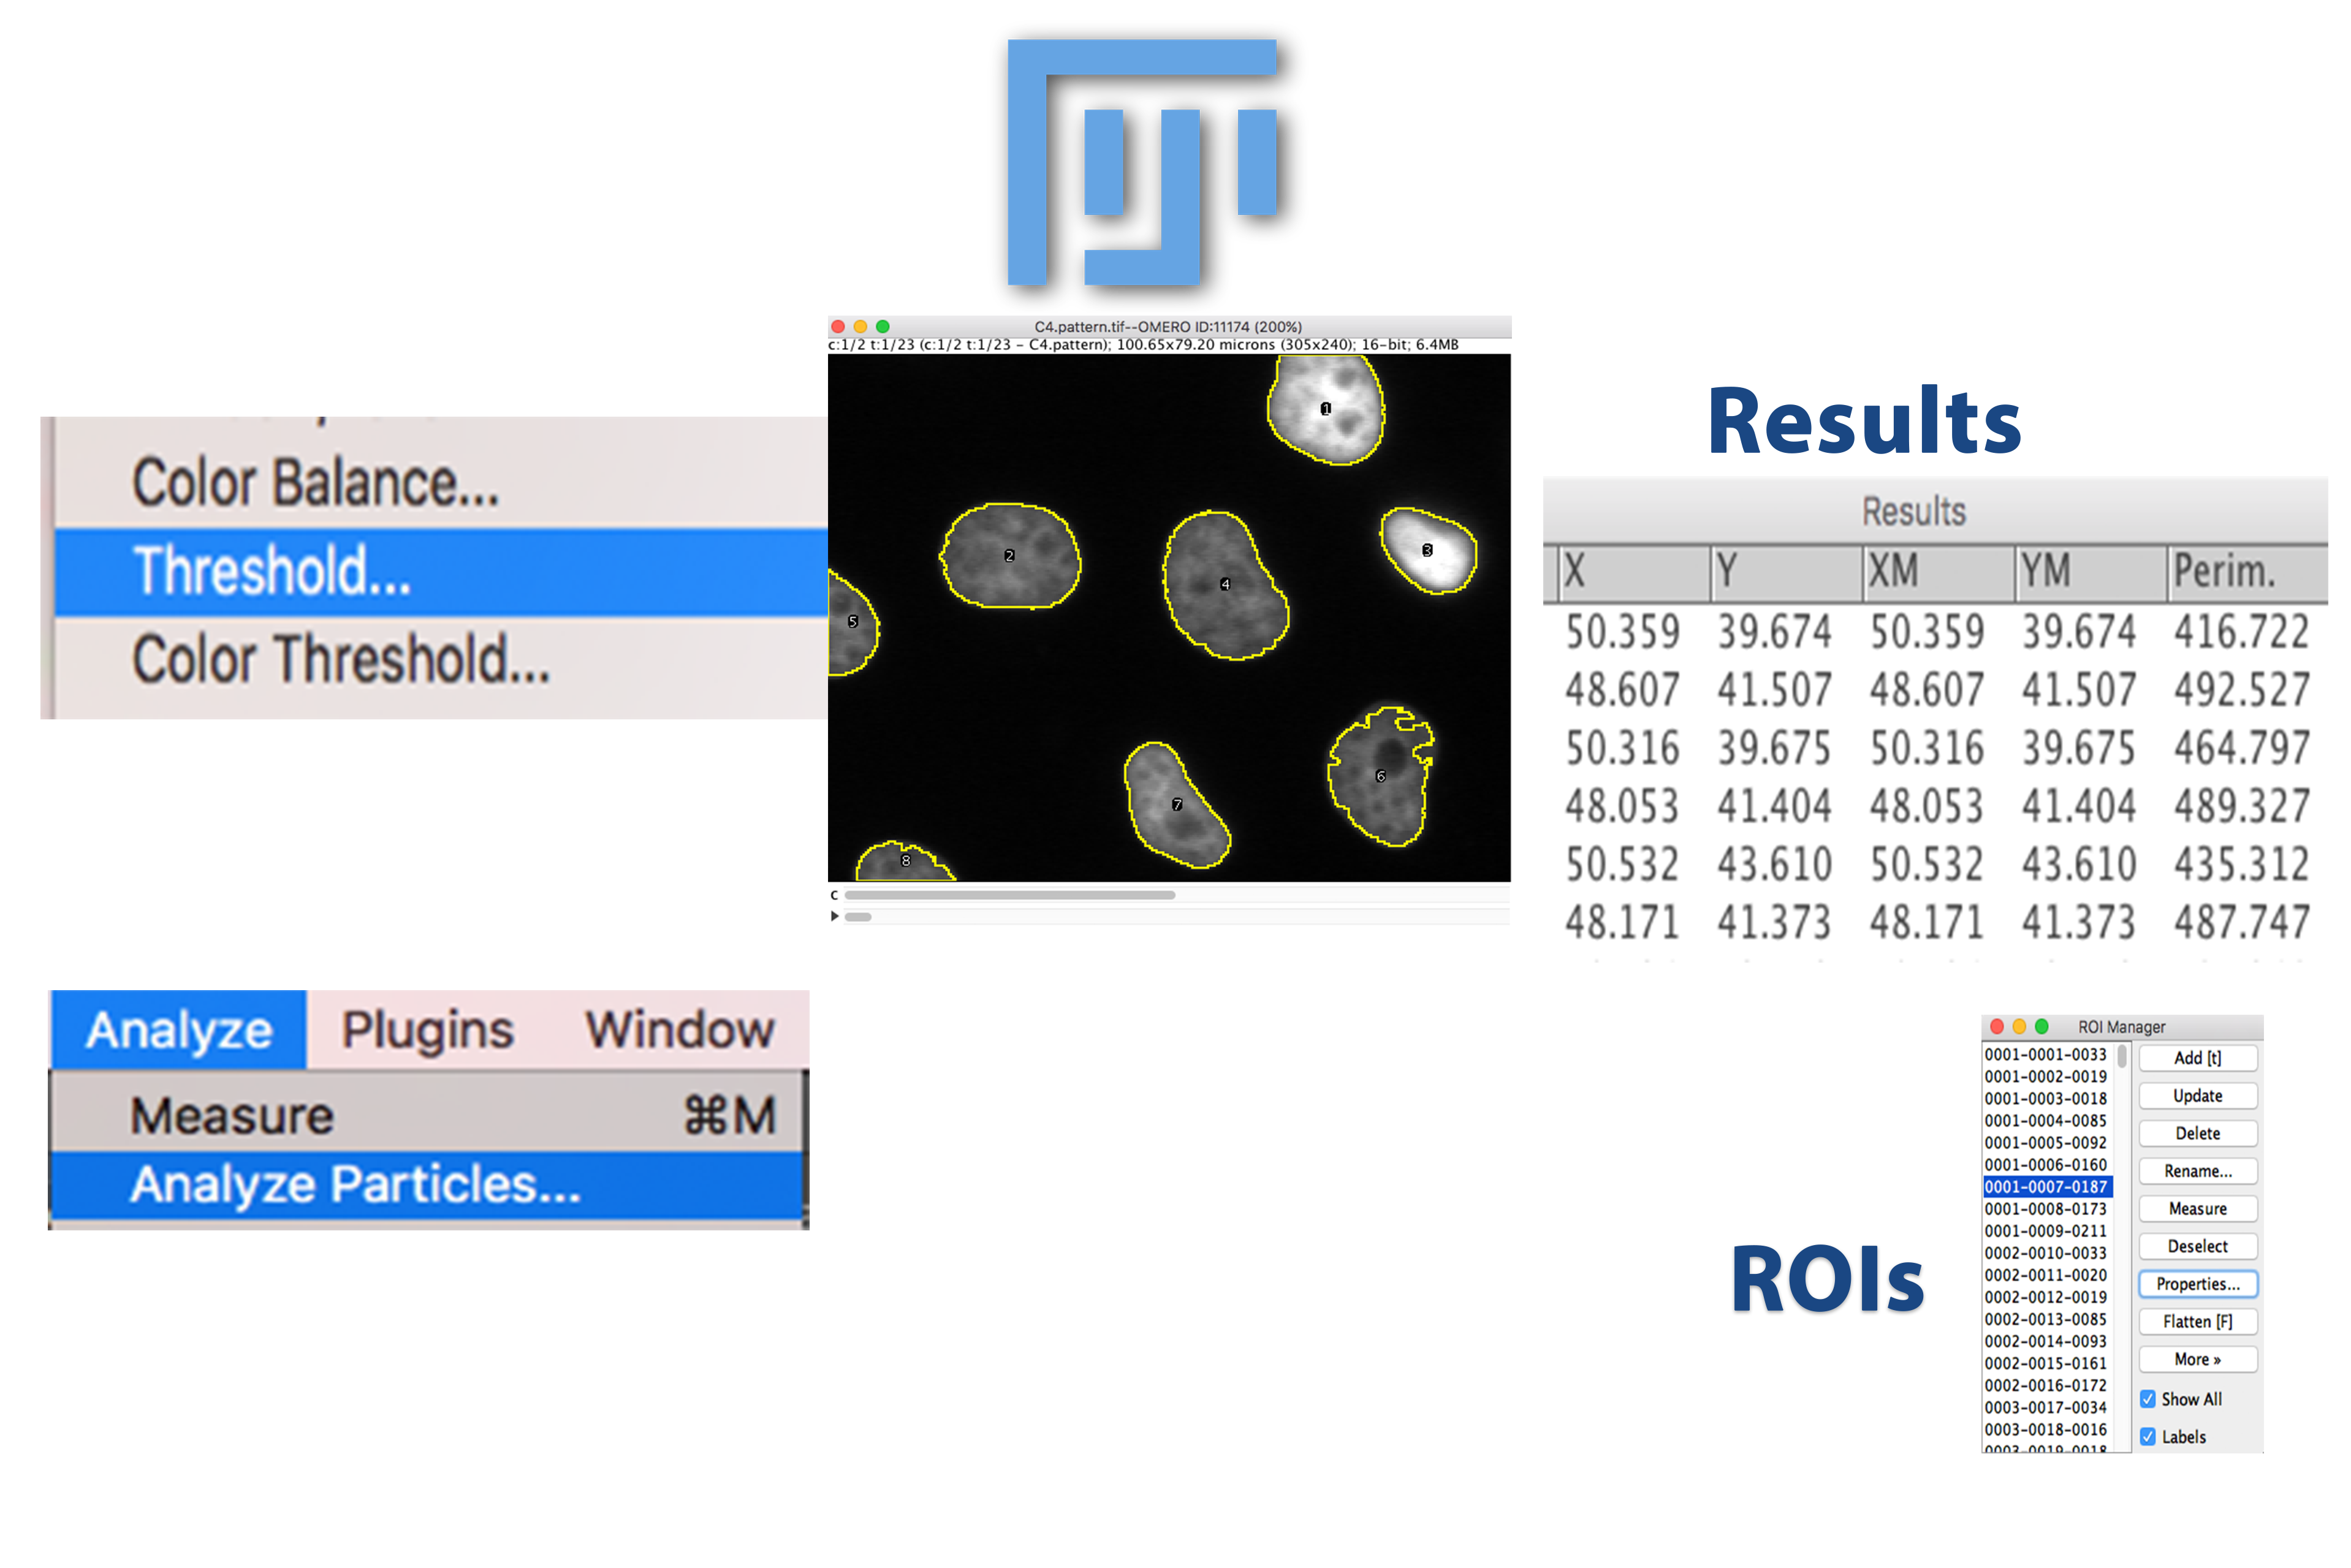 C4.pattern.tif--OMERO ID:11174 (200%)
c:1/2 t:1/23 (c:1/2 t:1/23 - C4.pattern); 100.65x79.20 microns (305x240); 16-bit; 6.4MB
1
2
3
4
5
6
7
8
c
Color Balance...
Threshold...
Color Threshold...
Analyze Plugins Window
Measure ⌘M
Analyze Particles...
Results
Results
X Y XM YM Perim.
50.359 39.674 50.359 39.674 416.722
48.607 41.507 48.607 41.507 492.527
50.316 39.675 50.316 39.675 464.797
48.053 41.404 48.053 41.404 489.327
50.532 43.610 50.532 43.610 435.312
48.171 41.373 48.171 41.373 487.747
ROIs
ROI Manager
0001-0001-0033
0001-0002-0019
0001-0003-0018
0001-0004-0085
0001-0005-0092
0001-0006-0160
0001-0007-0187
0001-0008-0173
0001-0009-0211
0002-0010-0033
0002-0011-0020
0002-0012-0019
0002-0013-0085
0002-0014-0093
0002-0015-0161
0002-0016-0172
0003-0017-0034
0003-0018-0016
0003-0019-0018
Add [t]
Update
Delete
Rename...
Measure
Deselect
Properties...
Flatten [F]
More »
Show All
Labels